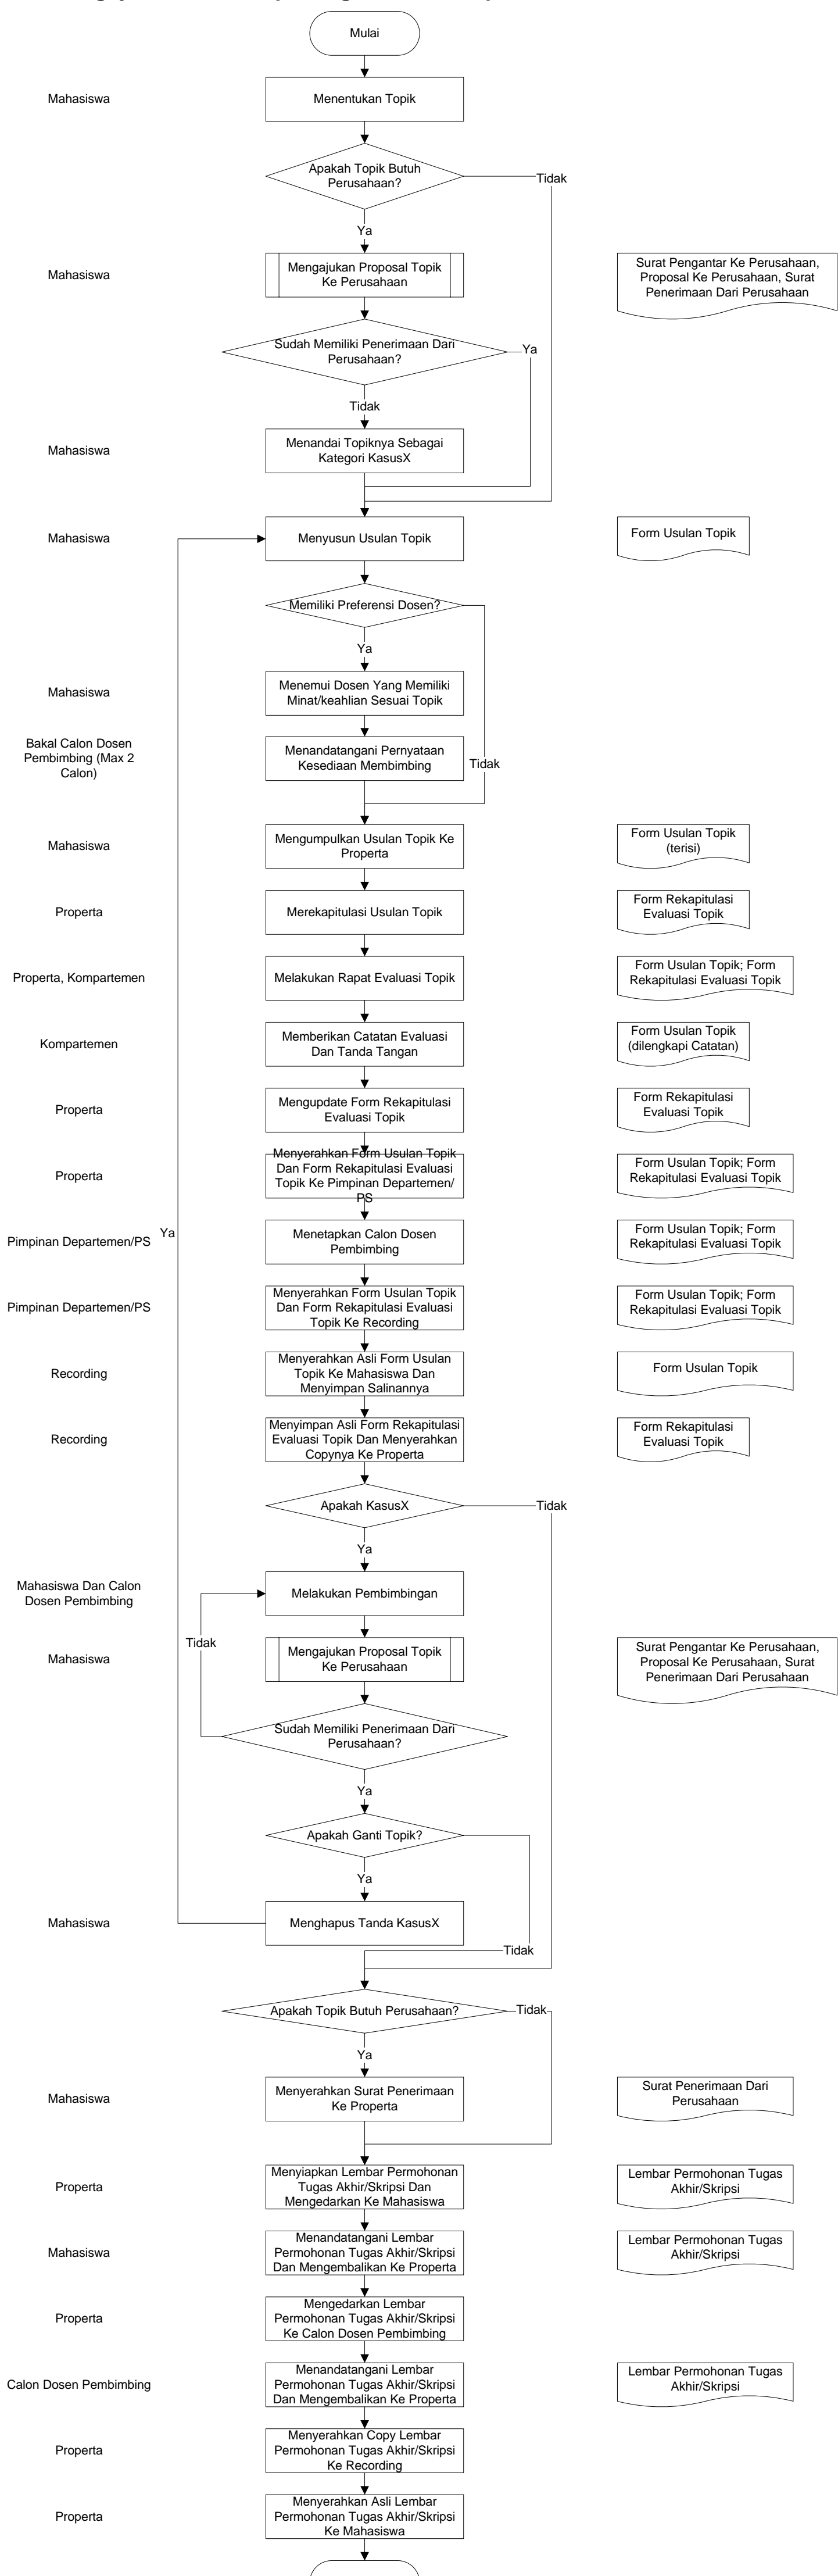 Mulai
Mahasiswa
Menentukan Topik
Apakah Topik Butuh
Perusahaan?
Tidak
Ya
Mahasiswa
Mengajukan Proposal Topik
Ke Perusahaan
Surat Pengantar Ke Perusahaan,
Proposal Ke Perusahaan, Surat
Penerimaan Dari Perusahaan
Sudah Memiliki Penerimaan Dari
Perusahaan?
Ya
Tidak
Mahasiswa
Menandai Topiknya Sebagai
Kategori KasusX
Mahasiswa
Menyusun Usulan Topik
Form Usulan Topik
Memiliki Preferensi Dosen?
Ya
Mahasiswa
Menemui Dosen Yang Memiliki
Minat/keahlian Sesuai Topik
Bakal Calon Dosen
Pembimbing (Max 2
Calon)
Menandatangani Pernyataan
Kesediaan Membimbing
Tidak
Mahasiswa
Mengumpulkan Usulan Topik Ke
Properta
Form Usulan Topik
(terisi)
Properta
Merekapitulasi Usulan Topik
Form Rekapitulasi
Evaluasi Topik
Properta, Kompartemen
Melakukan Rapat Evaluasi Topik
Form Usulan Topik; Form
Rekapitulasi Evaluasi Topik
Kompartemen
Memberikan Catatan Evaluasi
Dan Tanda Tangan
Form Usulan Topik
(dilengkapi Catatan)
Properta
Mengupdate Form Rekapitulasi
Evaluasi Topik
Form Rekapitulasi
Evaluasi Topik
Properta
Menyerahkan Form Usulan Topik
Dan Form Rekapitulasi Evaluasi
Topik Ke Pimpinan Departemen/
PS
Form Usulan Topik; Form
Rekapitulasi Evaluasi Topik
Ya
Pimpinan Departemen/PS
Menetapkan Calon Dosen
Pembimbing
Form Usulan Topik; Form
Rekapitulasi Evaluasi Topik
Pimpinan Departemen/PS
Menyerahkan Form Usulan Topik
Dan Form Rekapitulasi Evaluasi
Topik Ke Recording
Form Usulan Topik; Form
Rekapitulasi Evaluasi Topik
Recording
Menyerahkan Asli Form Usulan
Topik Ke Mahasiswa Dan
Menyimpan Salinannya
Form Usulan Topik
Recording
Menyimpan Asli Form Rekapitulasi
Evaluasi Topik Dan Menyerahkan
Copynya Ke Properta
Form Rekapitulasi
Evaluasi Topik
Apakah KasusX
Tidak
Ya
Mahasiswa Dan Calon
Dosen Pembimbing
Melakukan Pembimbingan
Tidak
Mahasiswa
Mengajukan Proposal Topik
Ke Perusahaan
Surat Pengantar Ke Perusahaan,
Proposal Ke Perusahaan, Surat
Penerimaan Dari Perusahaan
Sudah Memiliki Penerimaan Dari
Perusahaan?
Ya
Apakah Ganti Topik?
Ya
Mahasiswa
Menghapus Tanda KasusX
Tidak
Apakah Topik Butuh Perusahaan?
Tidak
Ya
Mahasiswa
Menyerahkan Surat Penerimaan
Ke Properta
Surat Penerimaan Dari
Perusahaan
Properta
Menyiapkan Lembar Permohonan
Tugas Akhir/Skripsi Dan
Mengedarkan Ke Mahasiswa
Lembar Permohonan Tugas
Akhir/Skripsi
Mahasiswa
Menandatangani Lembar
Permohonan Tugas Akhir/Skripsi
Dan Mengembalikan Ke Properta
Lembar Permohonan Tugas
Akhir/Skripsi
Properta
Mengedarkan Lembar
Permohonan Tugas Akhir/Skripsi
Ke Calon Dosen Pembimbing
Calon Dosen Pembimbing
Menandatangani Lembar
Permohonan Tugas Akhir/Skripsi
Dan Mengembalikan Ke Properta
Lembar Permohonan Tugas
Akhir/Skripsi
Properta
Menyerahkan Copy Lembar
Permohonan Tugas Akhir/Skripsi
Ke Recording
Properta
Menyerahkan Asli Lembar
Permohonan Tugas Akhir/Skripsi
Ke Mahasiswa